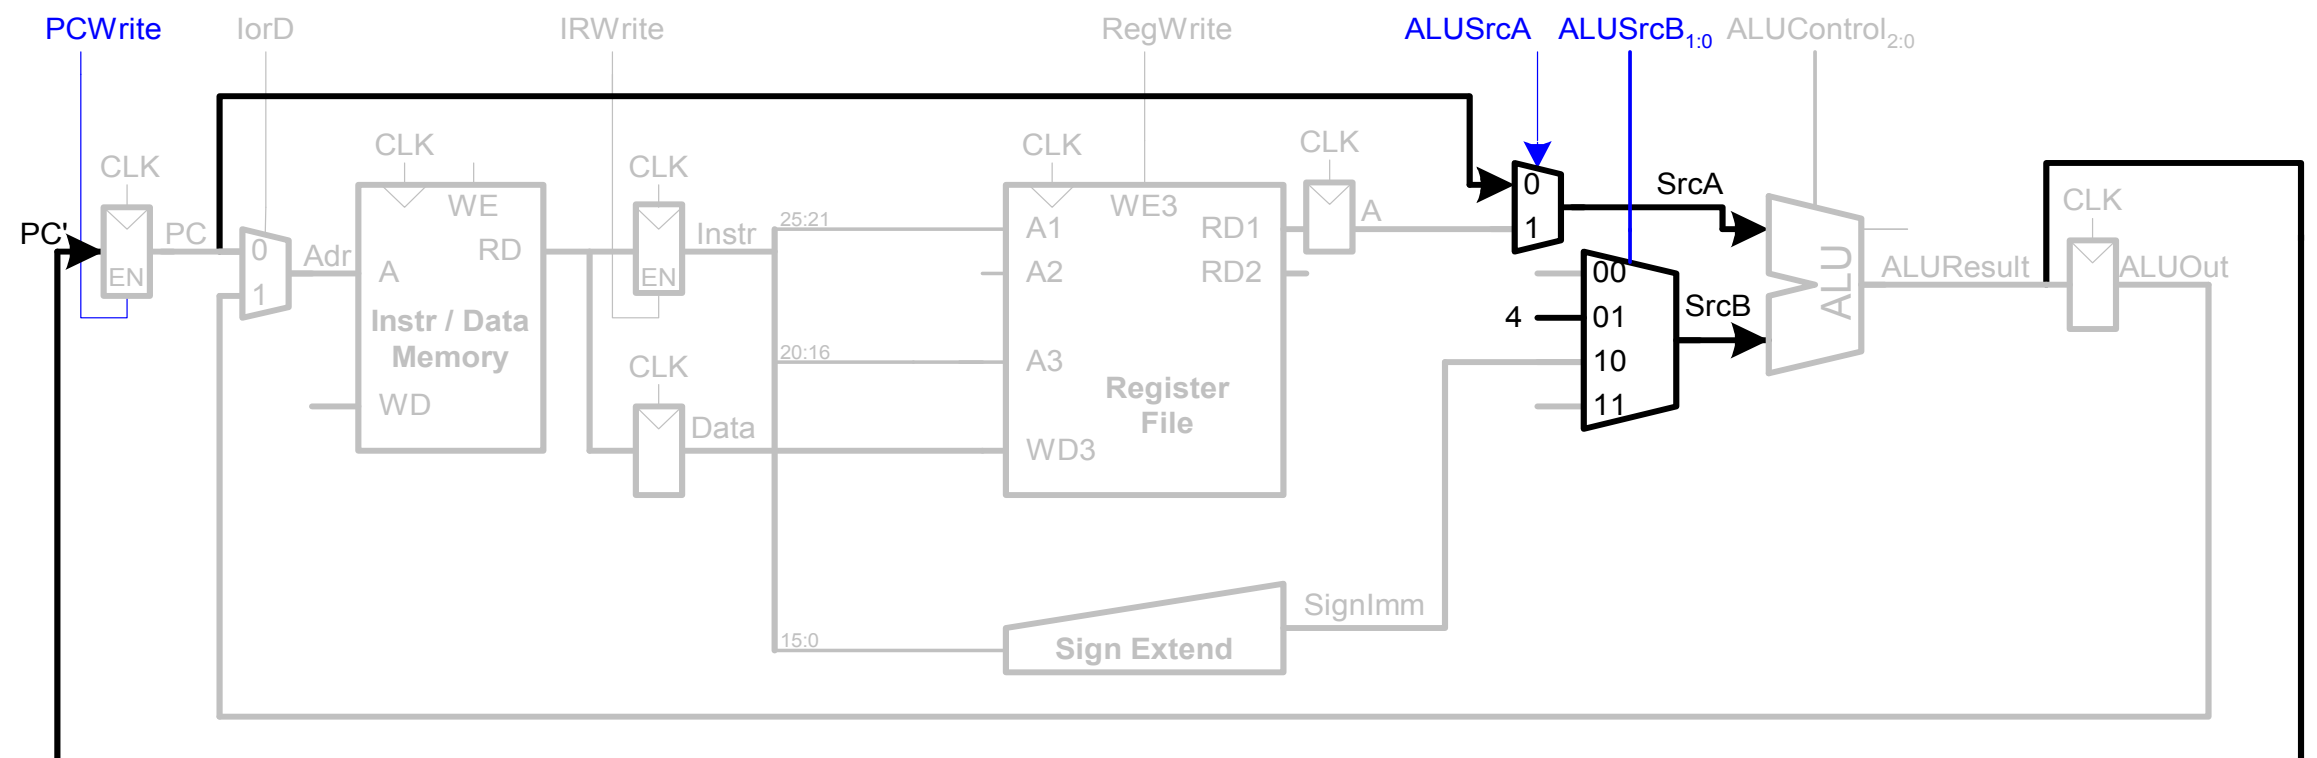 PCWrite IorD IRWrite RegWrite ALUSrcA ALUSrcB1:0 ALUControl2:0
CLK CLK CLK CLK CLK CLK
PC' EN PC
0 1 Adr
WE A RD WD
Instr / Data
Memory
EN Instr
CLK Data
25:21
20:16
15:0
A1 WE3 RD1
A2 RD2
A3
WD3
Register
File
A
0 SrcA
1
00
4 01 SrcB
10
11
ALU ALUResult ALUOut
Sign Extend SignImm